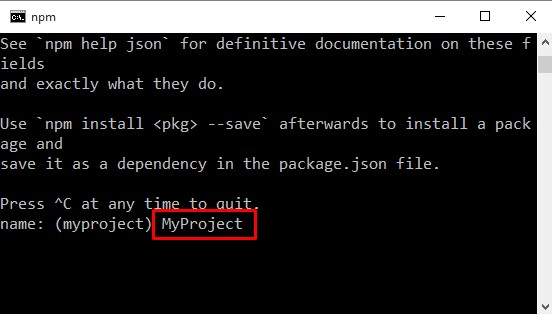 npm
See `npm help json` for definitive documentation on these f
ields
and exactly what they do.
Use `npm install <pkg> --save` afterwards to install a pack
age and
save it as a dependency in the package.json file.
Press ^C at any time to quit.
name: (myproject) MyProject